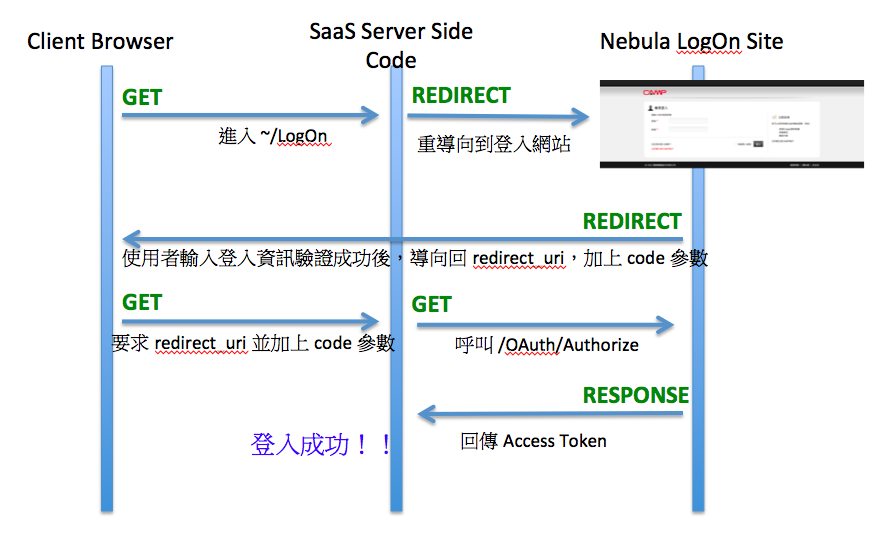 Client Browser
SaaS Server Side
Code
Nebula LogOn Site
GET
REDIRECT
進入 ~/LogOn
重導向到登入網站
CAMP
REDIRECT
使用者輸入登入資訊驗證成功後，導向回 redirect_uri，加上 code 參數
GET
GET
要求 redirect_uri 並加上 code 參數
呼叫 /OAuth/Authorize
RESPONSE
登入成功！！
回傳 Access Token